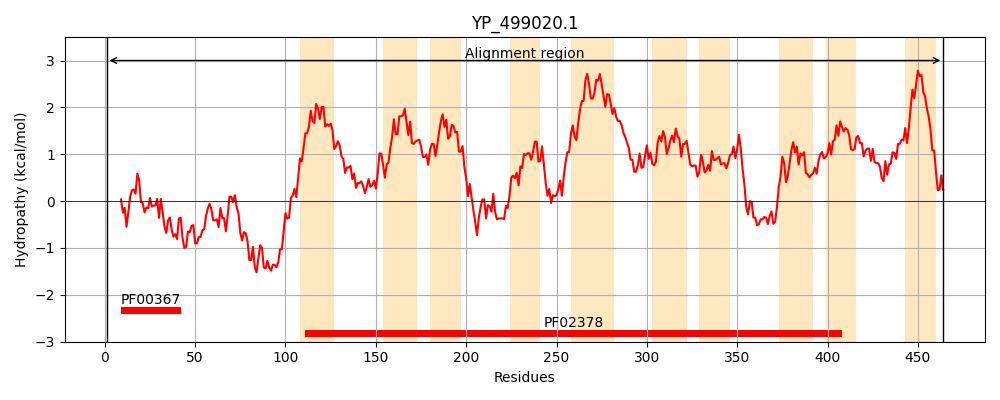 YP_499020.1
Alignment region
3
2
1
0
−1
−2
−3
Hydropathy (kcal/mol)
PF00367
PF02378
0 50 100 150 200 250 300 350 400 450
Residues